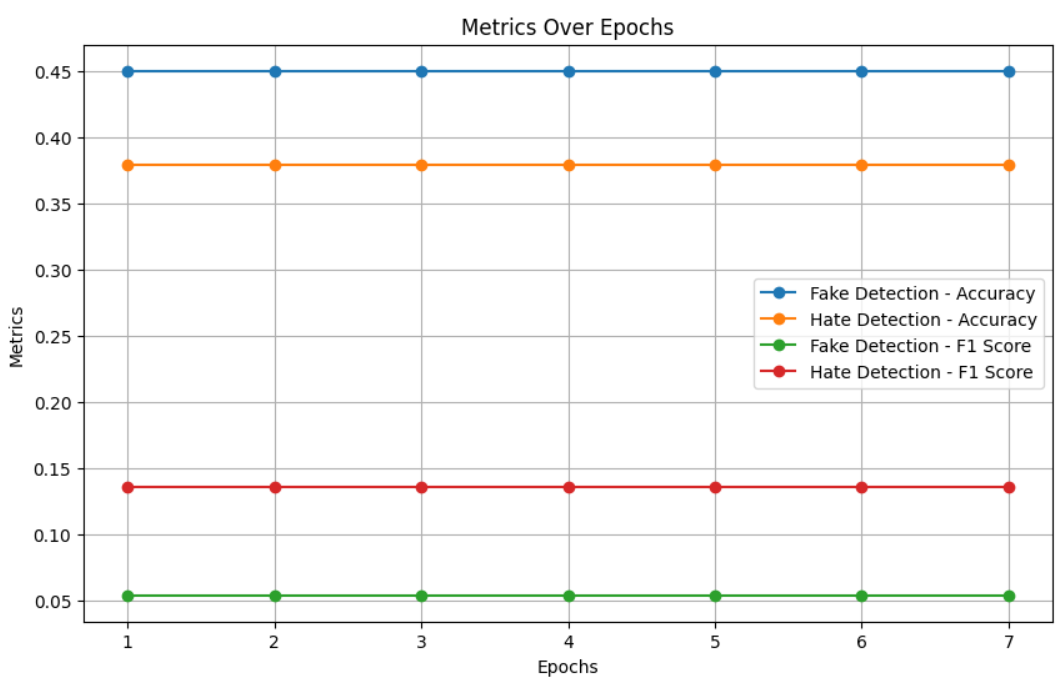 Metrics Over Epochs
Metrics
0.45
0.40
0.35
0.30
0.25
0.20
0.15
0.10
0.05
Fake Detection - Accuracy
Hate Detection - Accuracy
Fake Detection - F1 Score
Hate Detection - F1 Score
1 2 3 4 5 6 7
Epochs